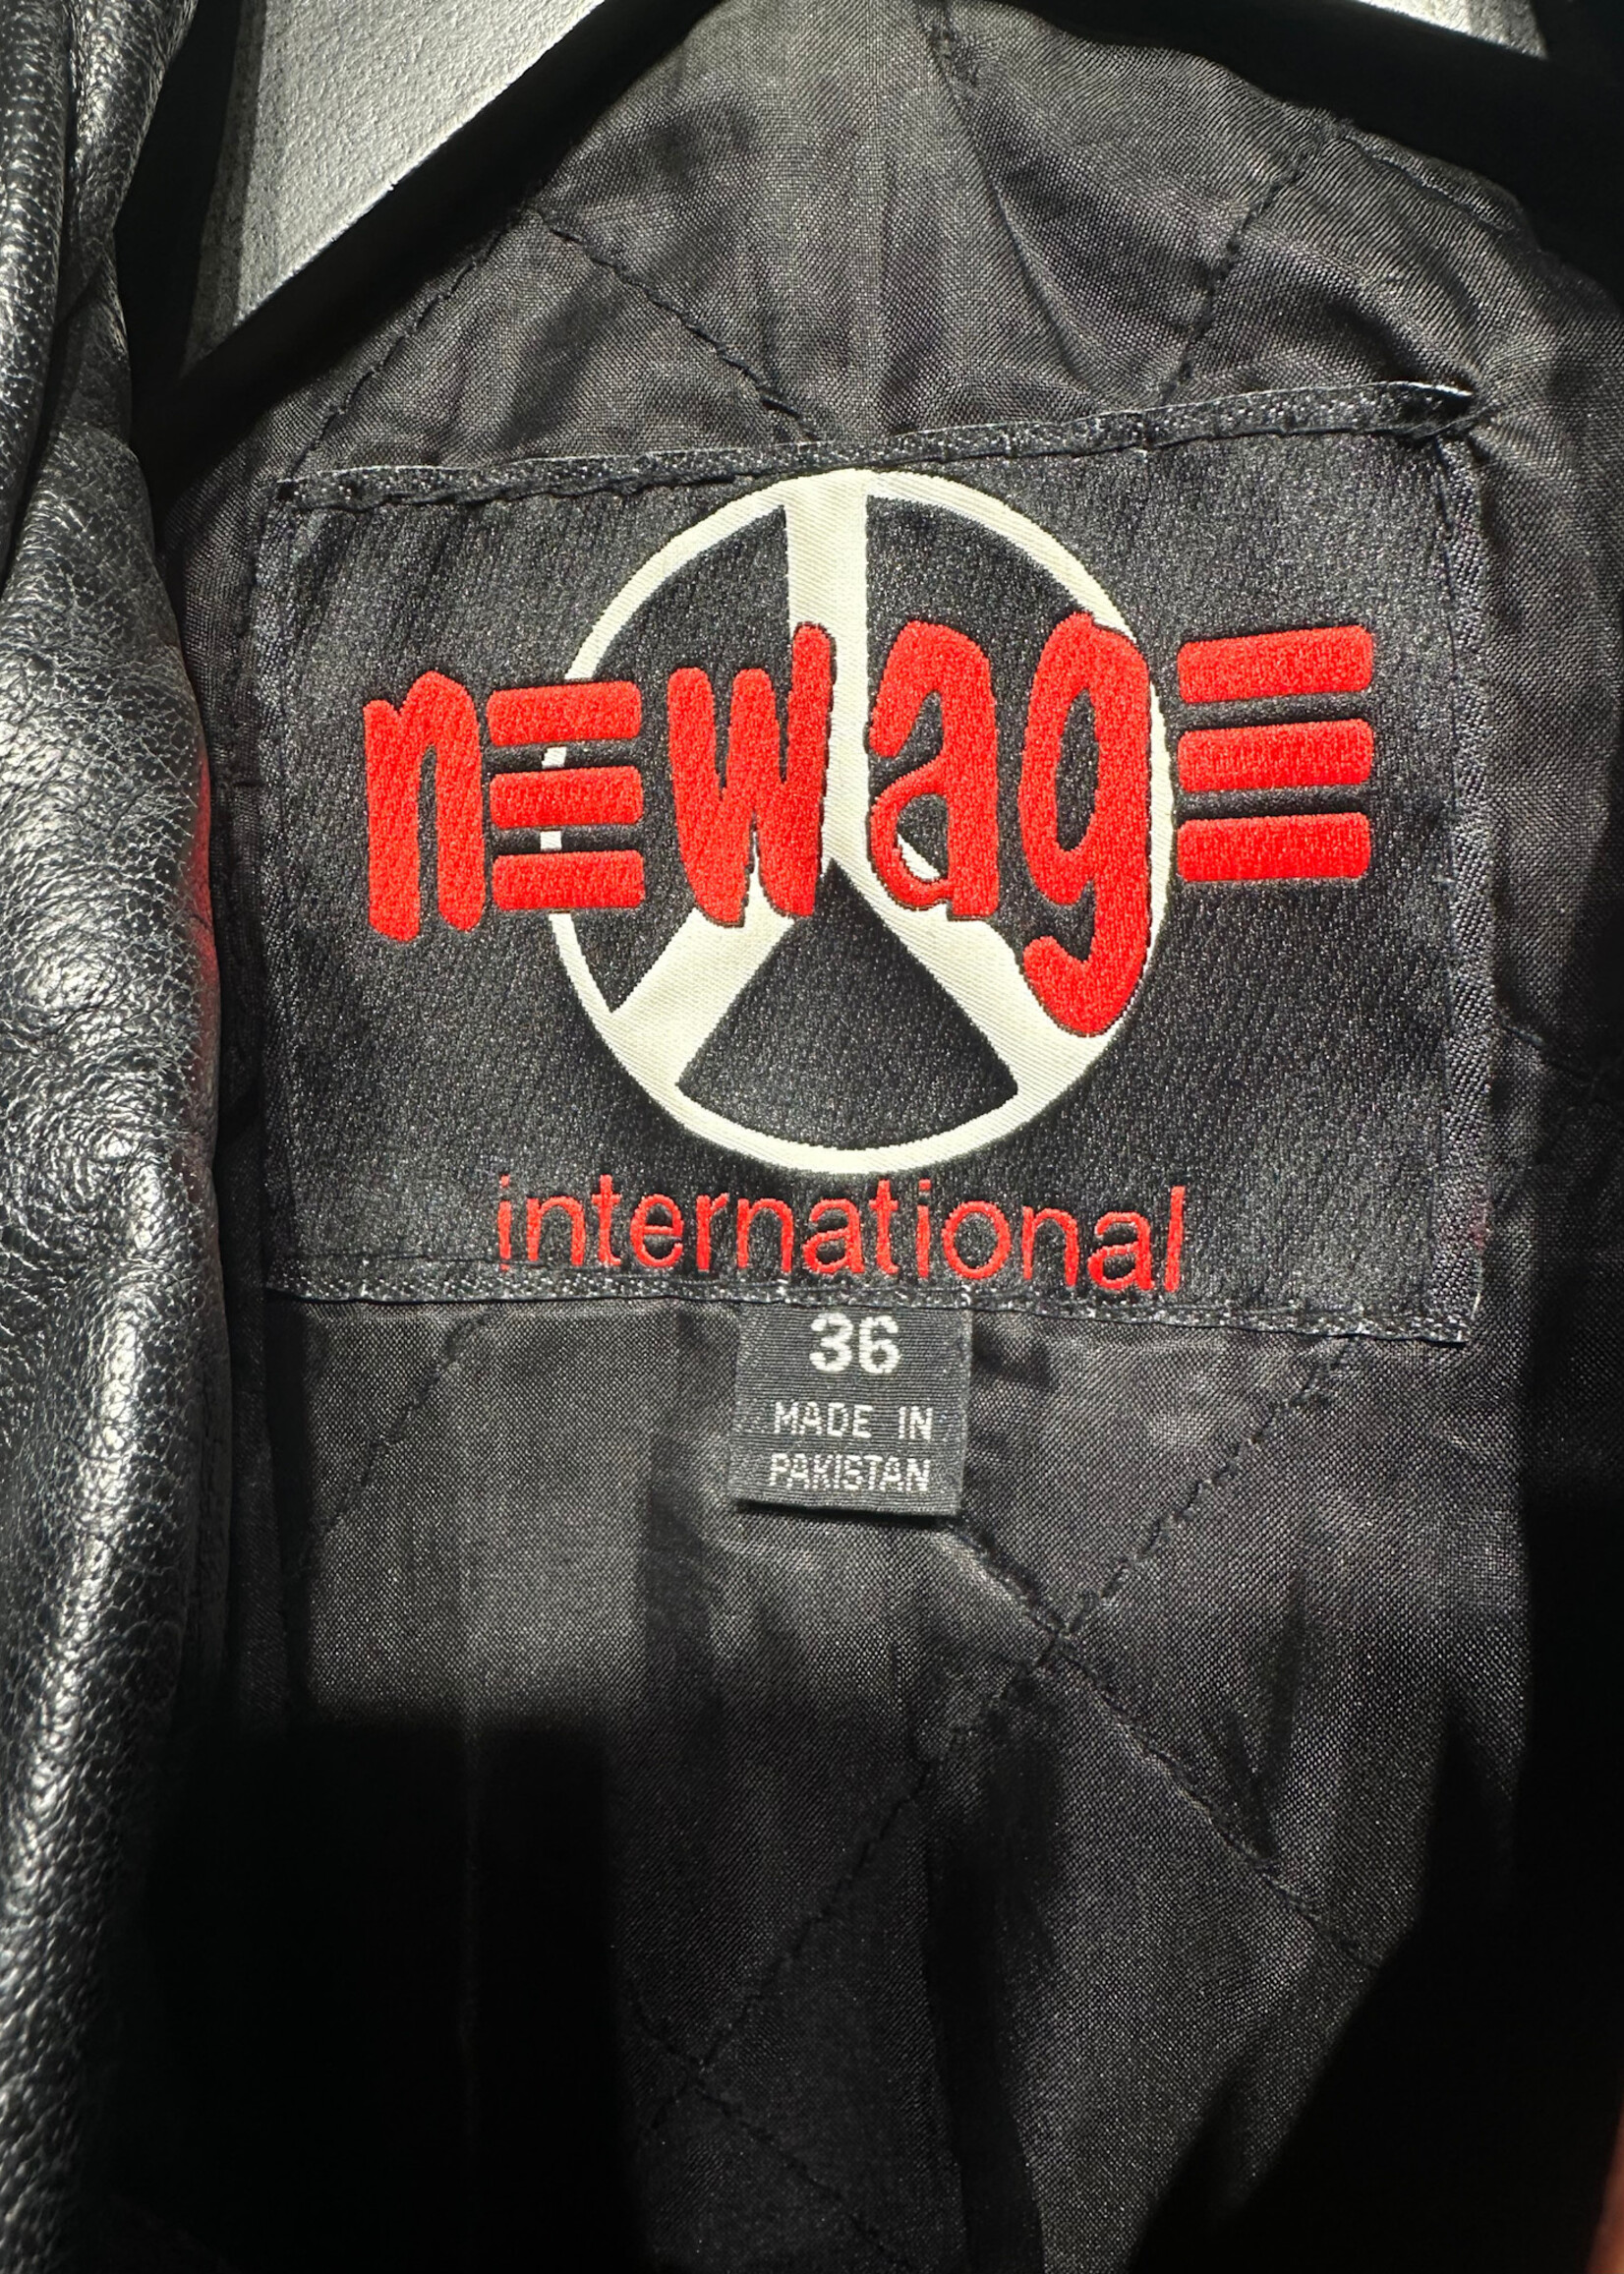 newage
international
36
MADE IN
PAKISTAN